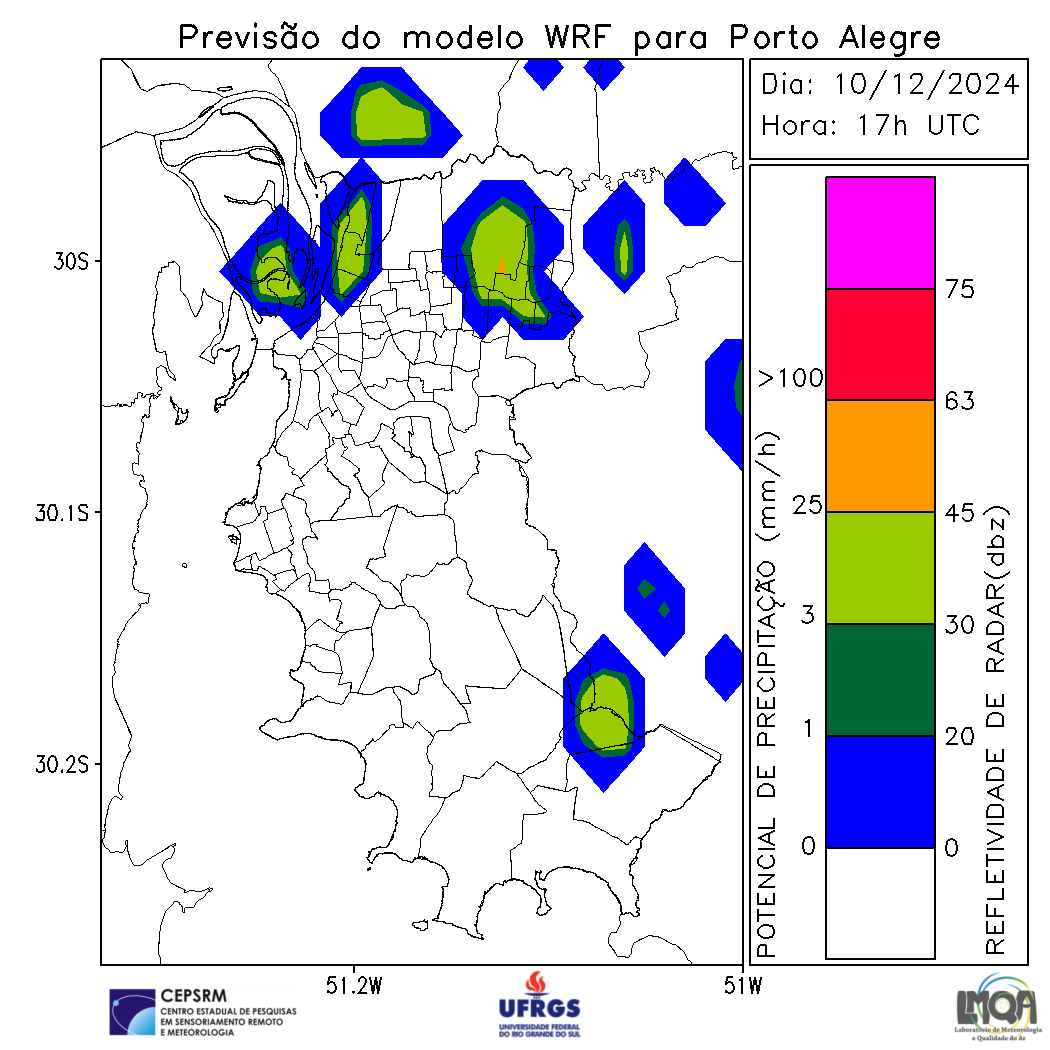 Previsão do modelo WRF para Porto Alegre
Dia: 10/12/2024
Hora: 17h UTC
30S
30.1S
30.2S
51.2W
51W
POTENCIAL DE PRECIPITAÇÃO (mm/h)
>100
25
3
1
0
75
63
45
30
20
0
REFLETIVIDADE DE RADAR(dbz)
CEPSRM
CENTRO ESTADUAL DE PESQUISAS
EM SENSORIAMENTO REMOTO
E METEOROLOGIA
UFRGS
UNIVERSIDADE FEDERAL
DO RIO GRANDE DO SUL
LMQA
Laboratório de Meteorologia
e Qualidade do Ar